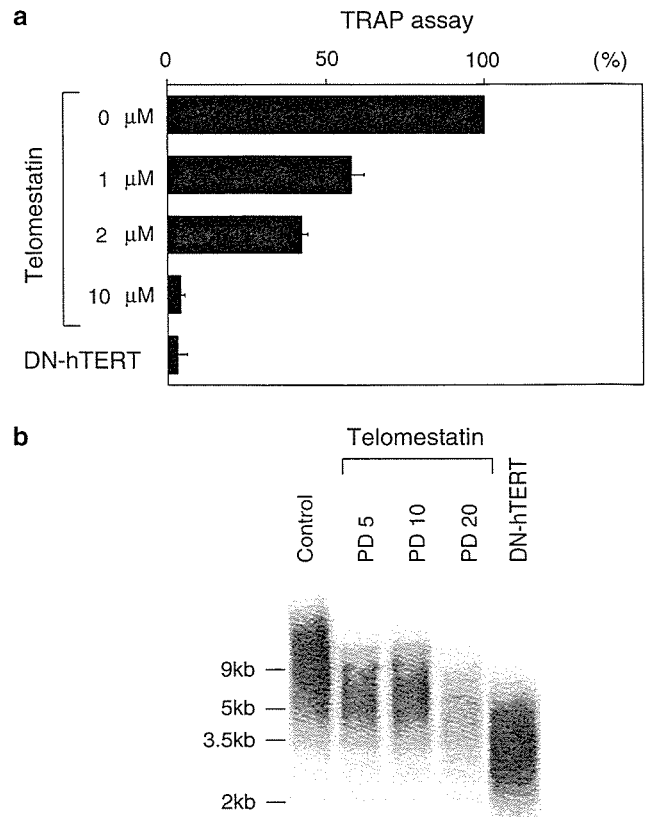 a
TRAP assay
0 50 100 (%)
Telomestatin
0 μM
1 μM
2 μM
10 μM
DN-hTERT
b
Telomestatin
Control
PD 5
PD 10
PD 20
DN-hTERT
9kb
5kb
3.5kb
2kb